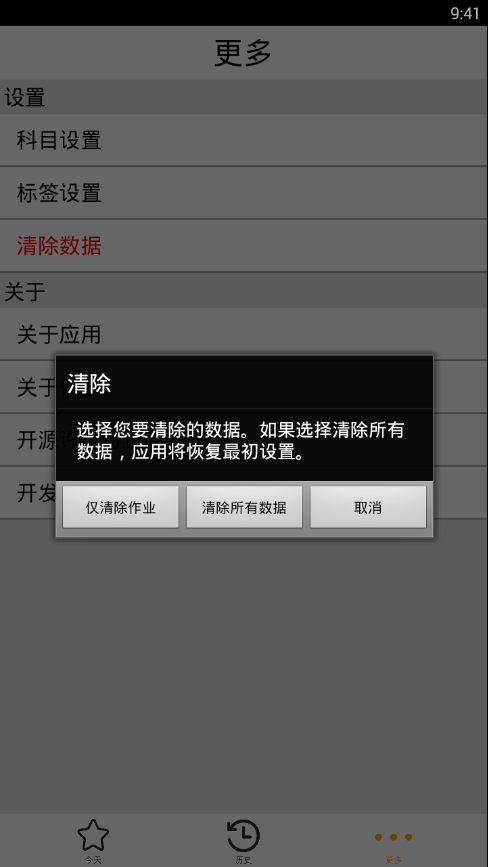 9:41
更多
设置
科目设置
标签设置
清除数据
关于
关于应用
关于
开源许
开发
清除
选择您要清除的数据。如果选择清除所有
数据，应用将恢复最初设置。
仅清除作业
清除所有数据
取消
今天
历史
更多